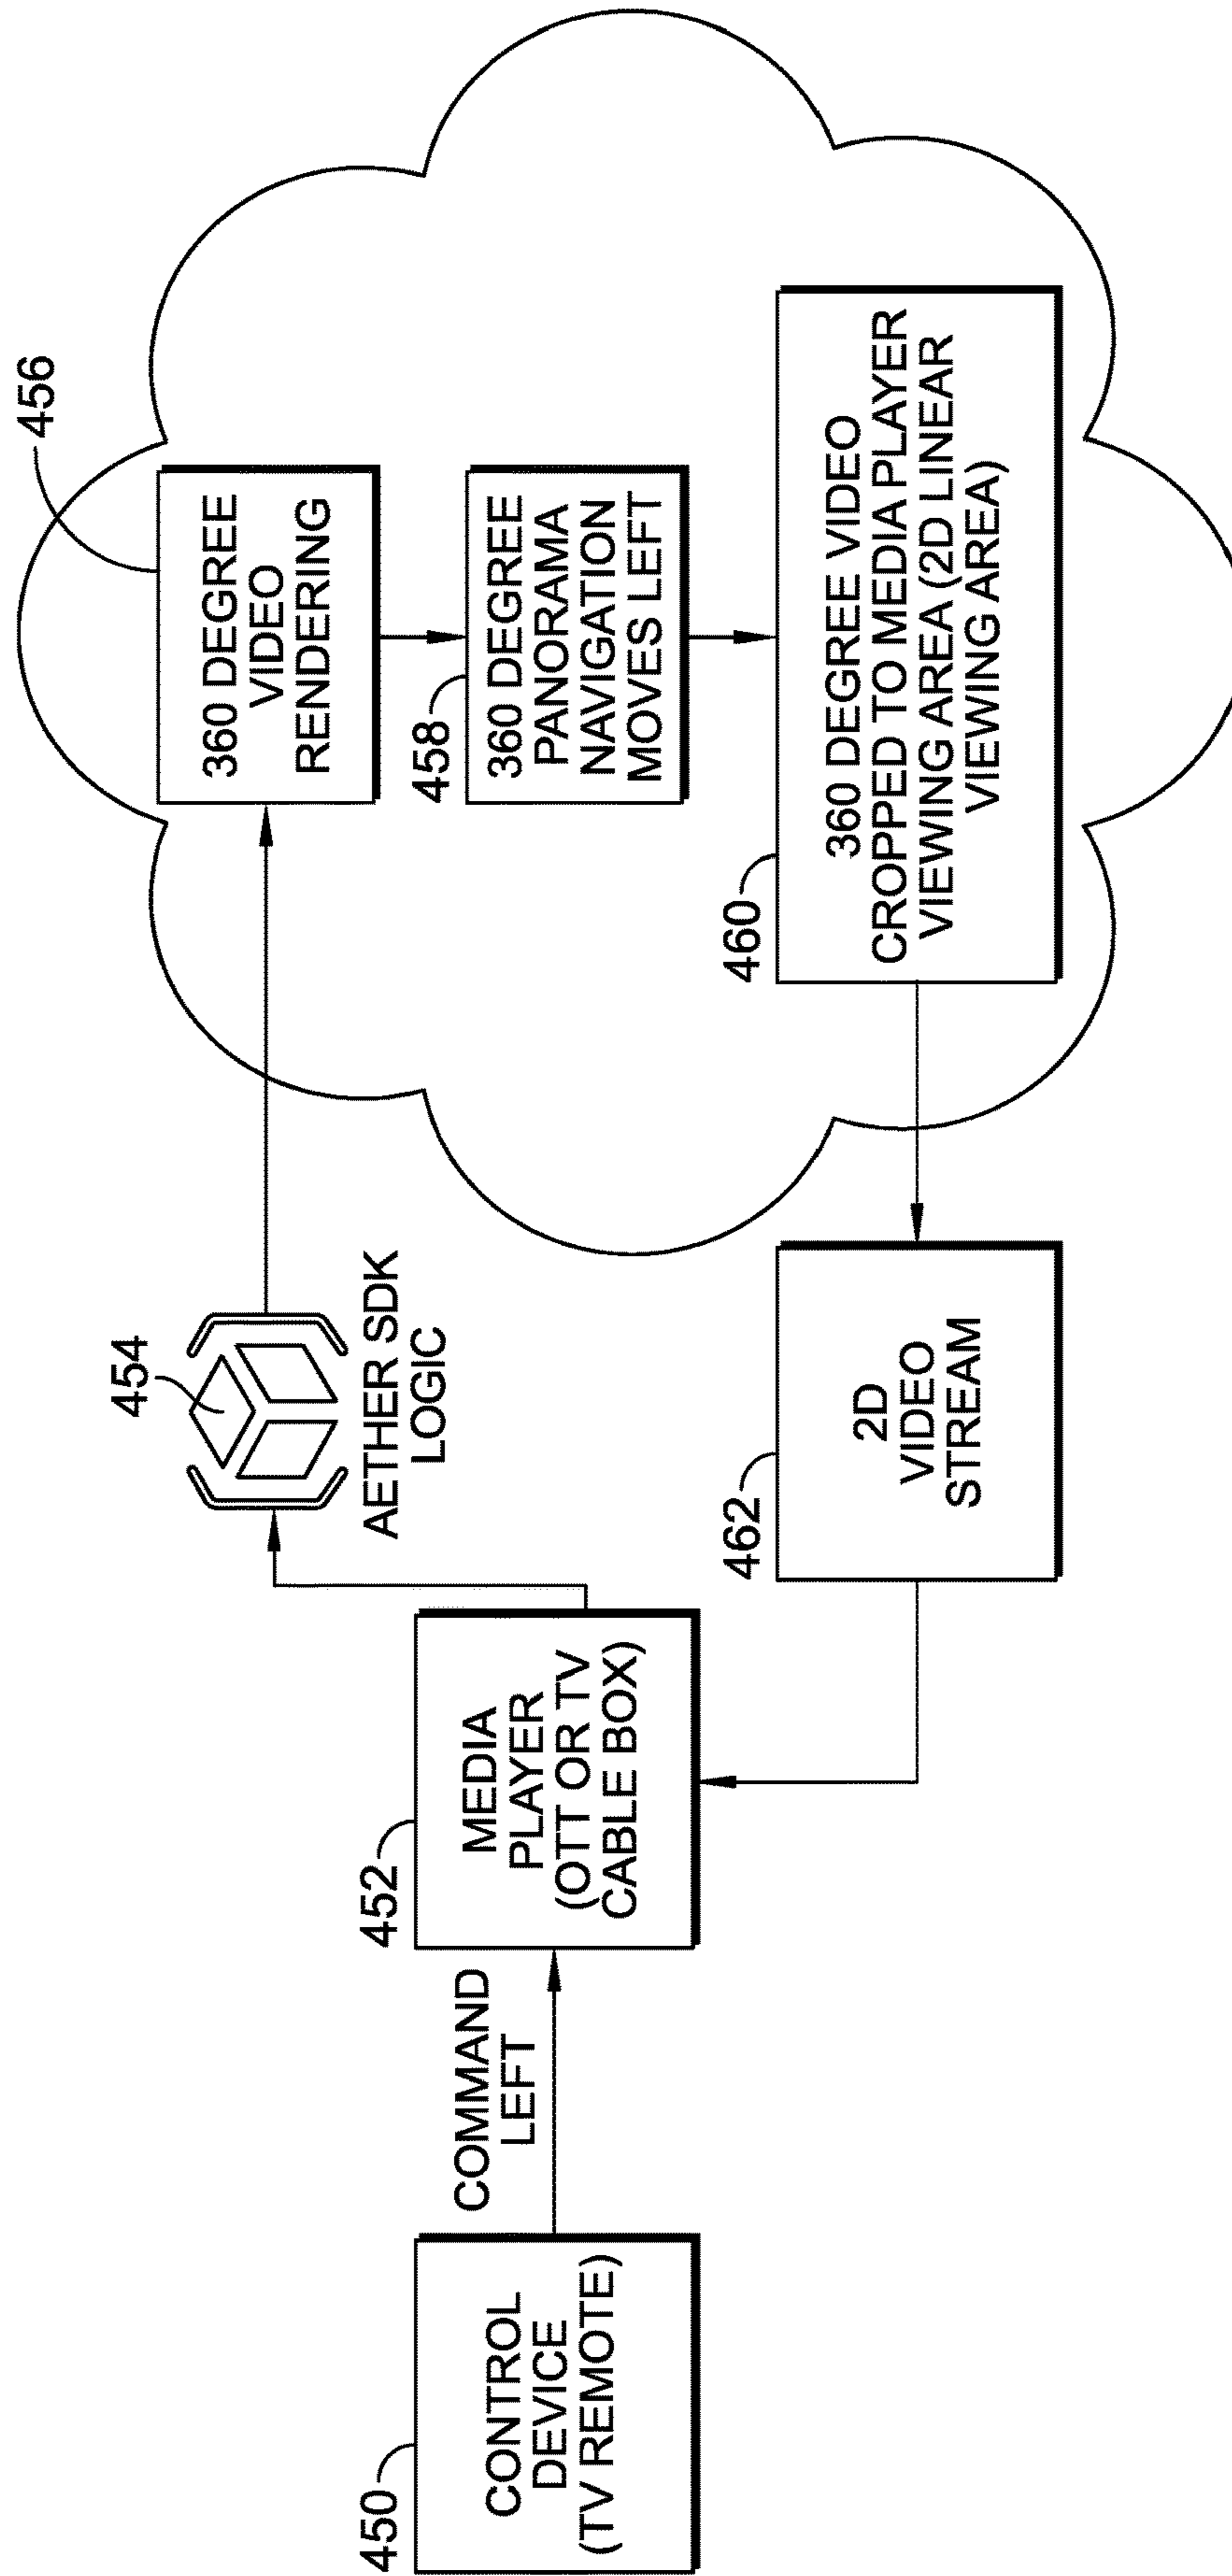 450
CONTROL
DEVICE
(TV REMOTE)
COMMAND
LEFT
452
MEDIA
PLAYER
(OTT OR TV
CABLE BOX)
454
AETHER SDK
LOGIC
456
360 DEGREE
VIDEO
RENDERING
458
360 DEGREE
PANORAMA
NAVIGATION
MOVES LEFT
460
360 DEGREE VIDEO
CROPPED TO MEDIA PLAYER
VIEWING AREA (2D LINEAR
VIEWING AREA)
462
2D
VIDEO
STREAM